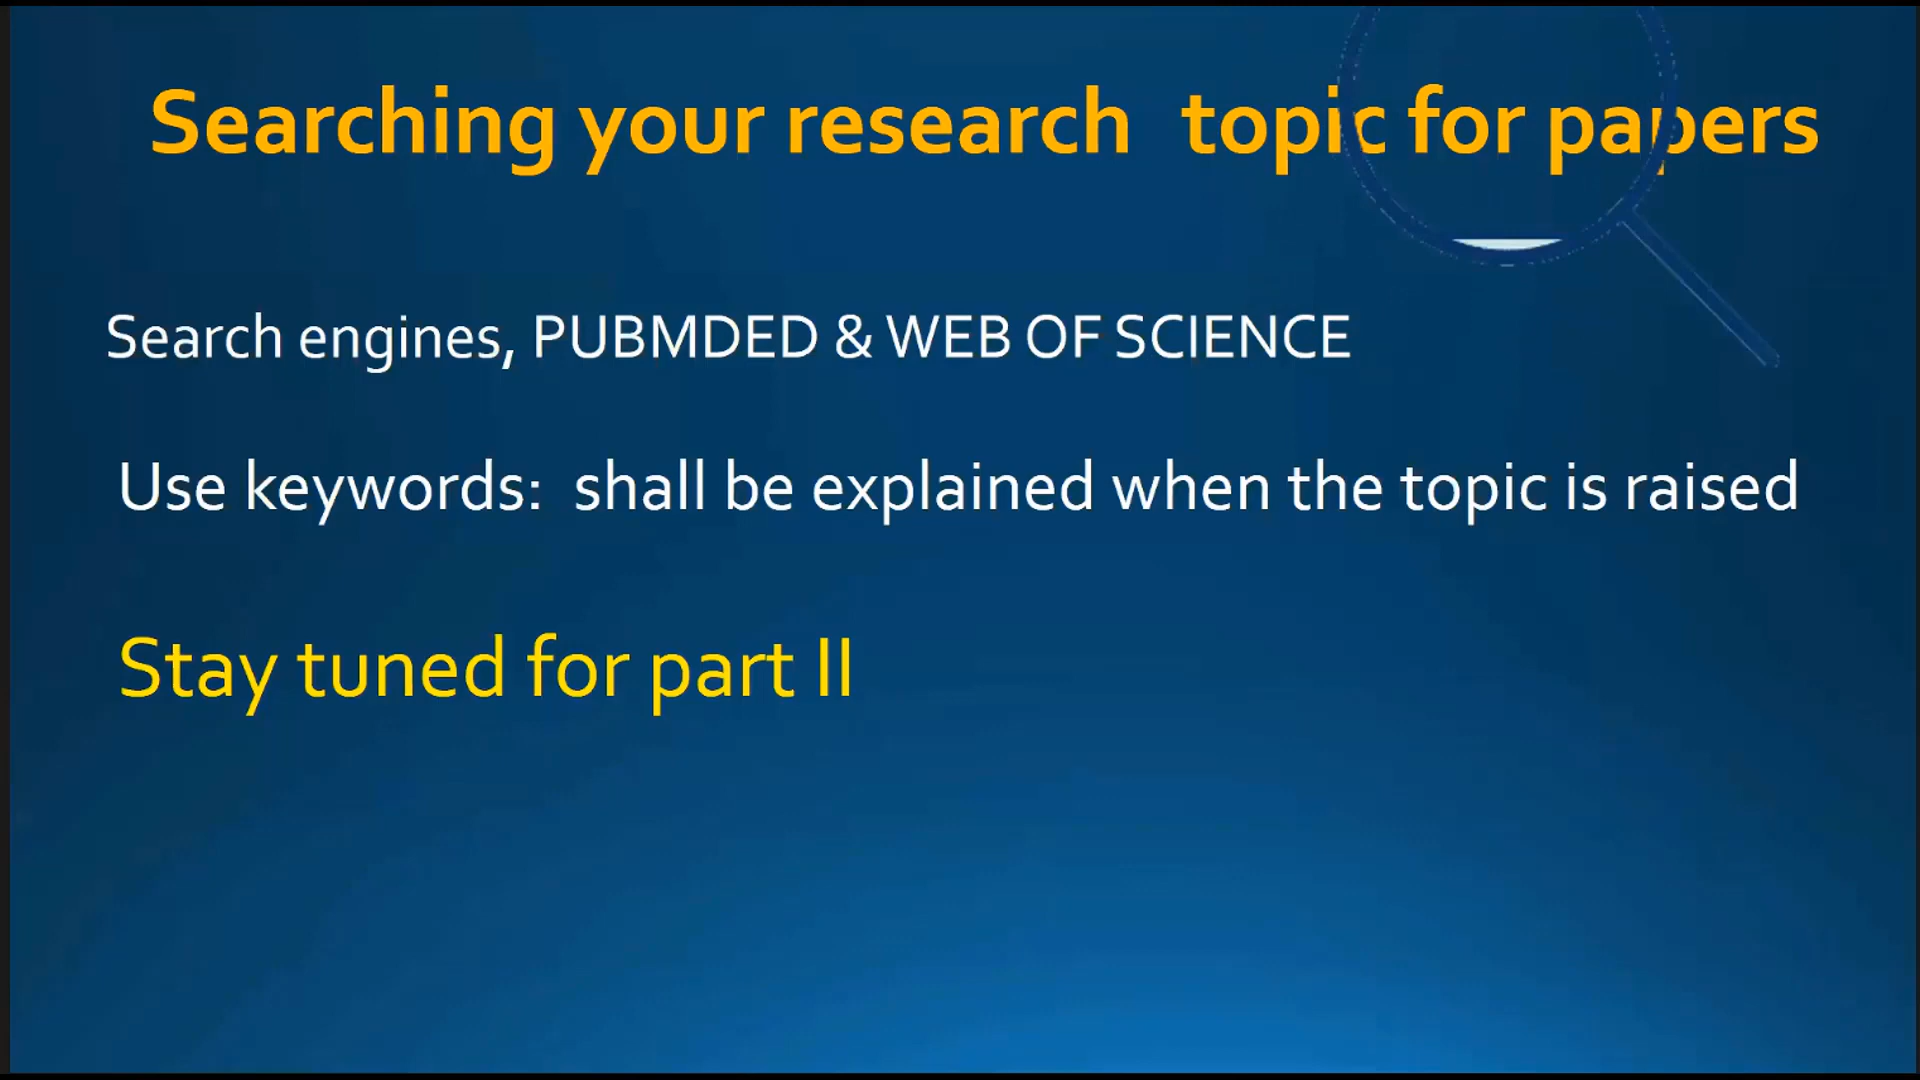 Searching your research topic for papers
Search engines, PUBMDED & WEB OF SCIENCE
Use keywords: shall be explained when the topic is raised
Stay tuned for part II